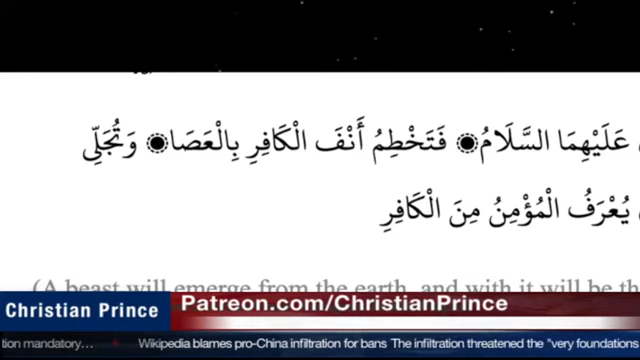 عَلَيْهِمَا السَّلَامُ فَتَخْطِمُ أَنْفَ الْكَافِرِ بِالْعَصَا وَتُجَلِّى
يُعْرَفُ الْمُؤْمِنُ مِنَ الْكَافِرِ
(A beast will emerge from the earth, and with it will be the
Christian Prince
Patreon.com/ChristianPrince
tion mandatory... Wikipedia blames pro-China infiltration for bans The infiltration threatened the "very foundations